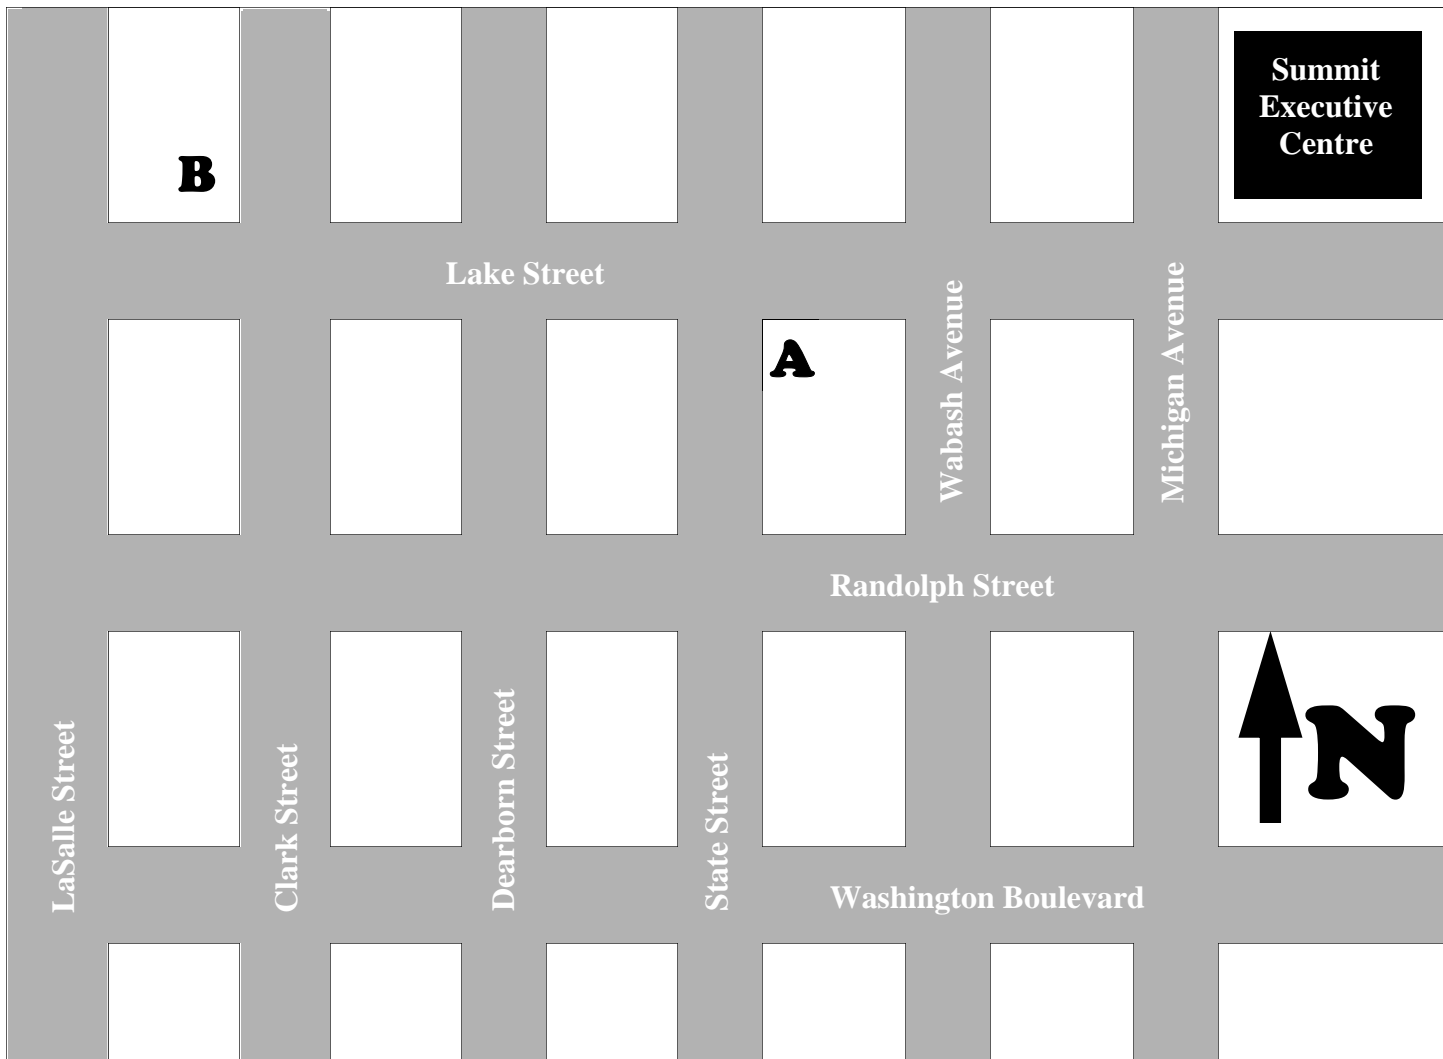 Summit
Executive
Centre
B
Lake Street
A
Wabash Avenue
Michigan Avenue
Randolph Street
N
LaSalle Street
Clark Street
Dearborn Street
State Street
Washington Boulevard